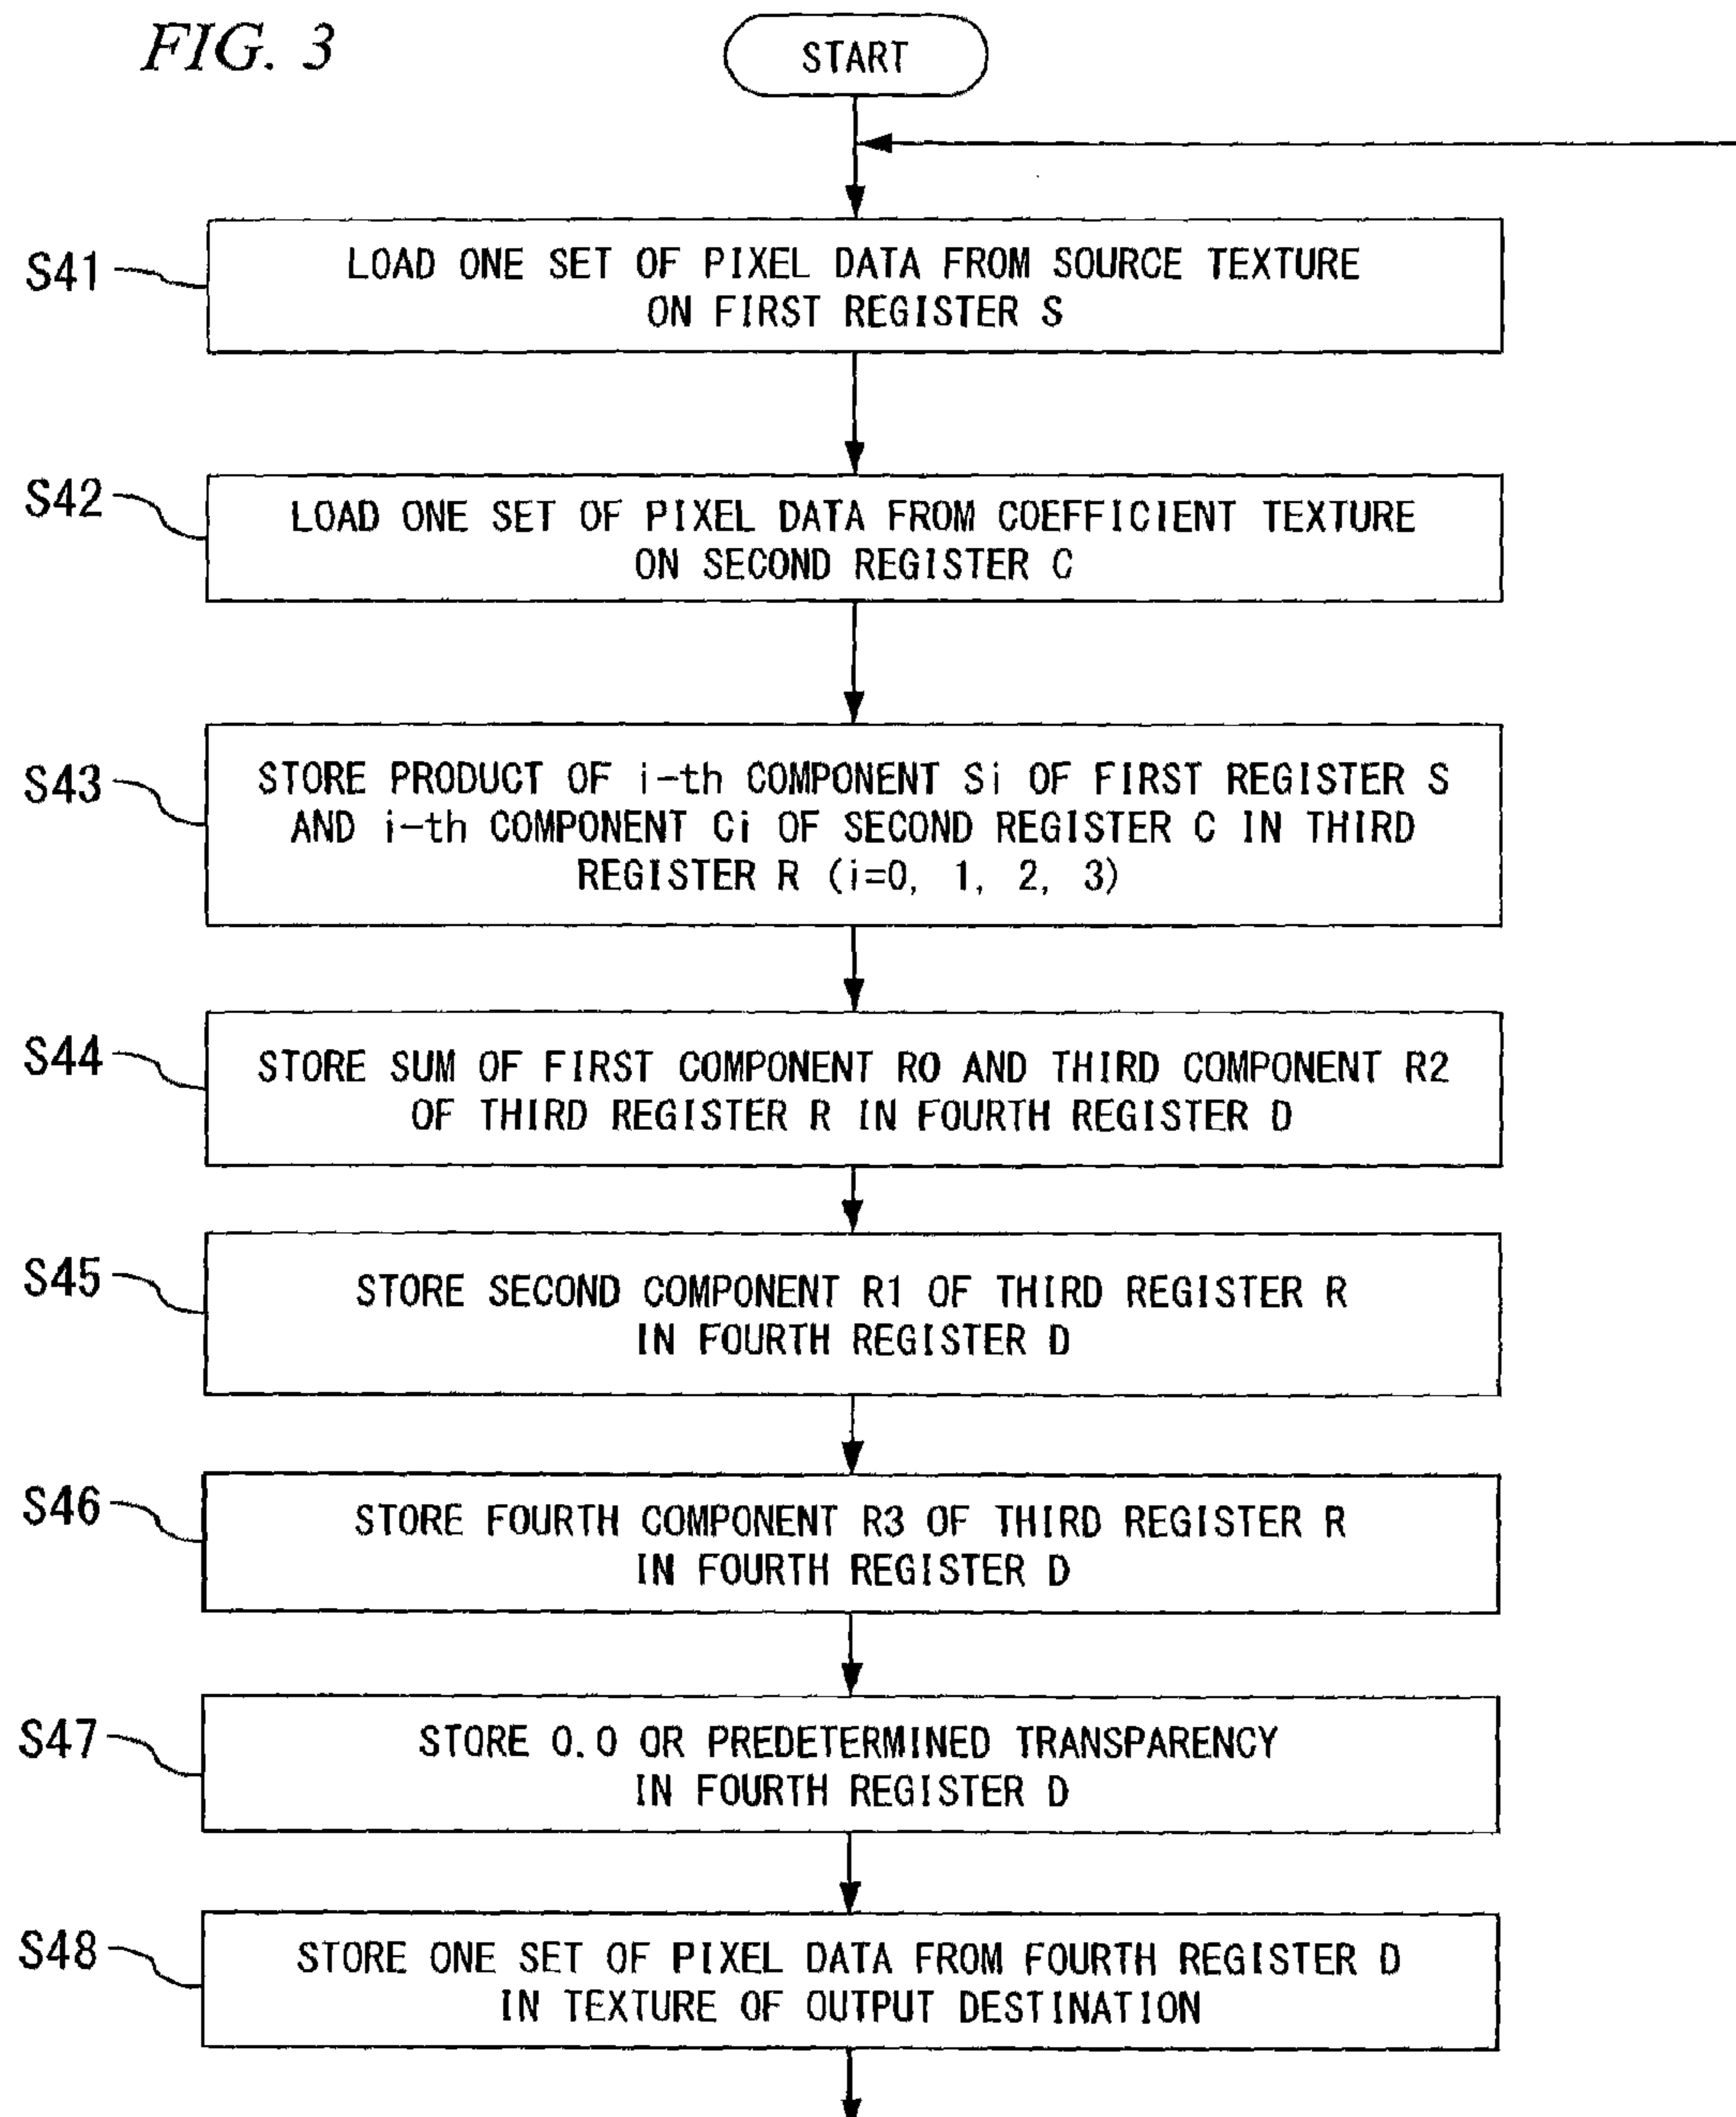 FIG. 3
START
S41
LOAD ONE SET OF PIXEL DATA FROM SOURCE TEXTURE
ON FIRST REGISTER S
S42
LOAD ONE SET OF PIXEL DATA FROM COEFFICIENT TEXTURE
ON SECOND REGISTER C
S43
STORE PRODUCT OF i-th COMPONENT Si OF FIRST REGISTER S
AND i-th COMPONENT Ci OF SECOND REGISTER C IN THIRD
REGISTER R (i=0, 1, 2, 3)
S44
STORE SUM OF FIRST COMPONENT R0 AND THIRD COMPONENT R2
OF THIRD REGISTER R IN FOURTH REGISTER D
S45
STORE SECOND COMPONENT R1 OF THIRD REGISTER R
IN FOURTH REGISTER D
S46
STORE FOURTH COMPONENT R3 OF THIRD REGISTER R
IN FOURTH REGISTER D
S47
STORE 0.0 OR PREDETERMINED TRANSPARENCY
IN FOURTH REGISTER D
S48
STORE ONE SET OF PIXEL DATA FROM FOURTH REGISTER D
IN TEXTURE OF OUTPUT DESTINATION